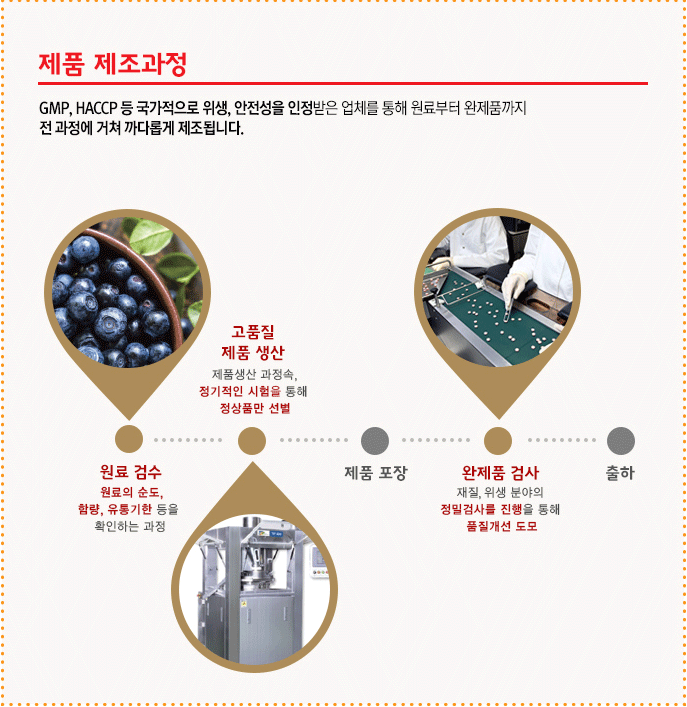 제품 제조과정
GMP, HACCP 등 국가적으로 위생, 안전성을 인정받은 업체를 통해 원료부터 완제품까지
전 과정에 거쳐 까다롭게 제조됩니다.
고품질
제품 생산
제품생산 과정속,
정기적인 시험을 통해
정상품만 선별
원료 검수
원료의 순도,
함량, 유통기한 등을
확인하는 과정
제품 포장
완제품 검사
재질, 위생 분야의
정밀검사를 진행을 통해
품질개선 도모
출하